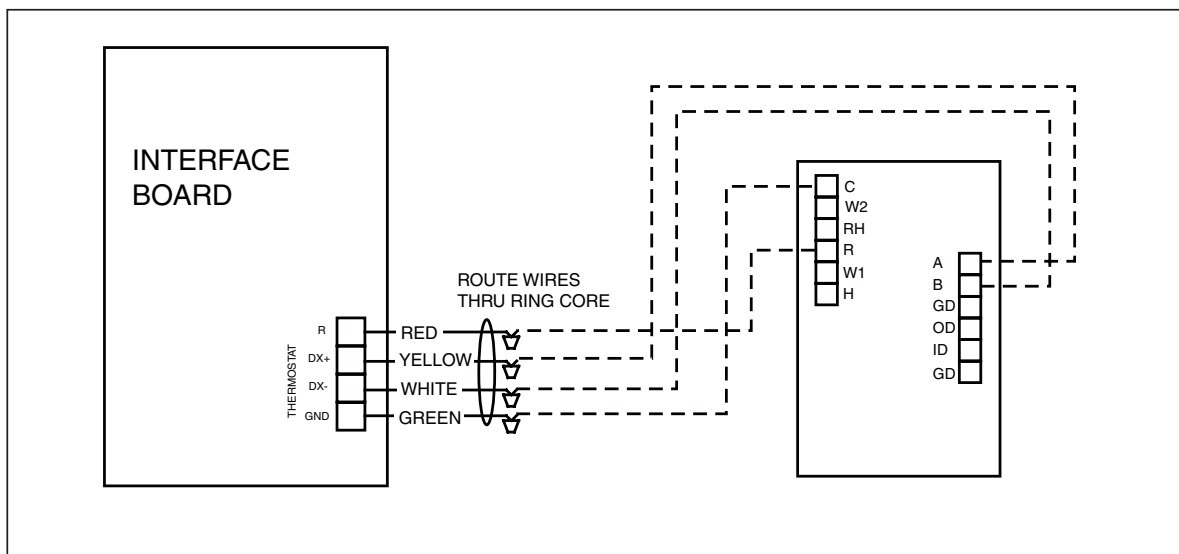 INTERFACE
BOARD
THERMOSTAT
R
DX+
DX-
GND
RED
YELLOW
WHITE
GREEN
ROUTE WIRES
THRU RING CORE
C
W2
RH
R
W1
H
A
B
GD
OD
ID
GD